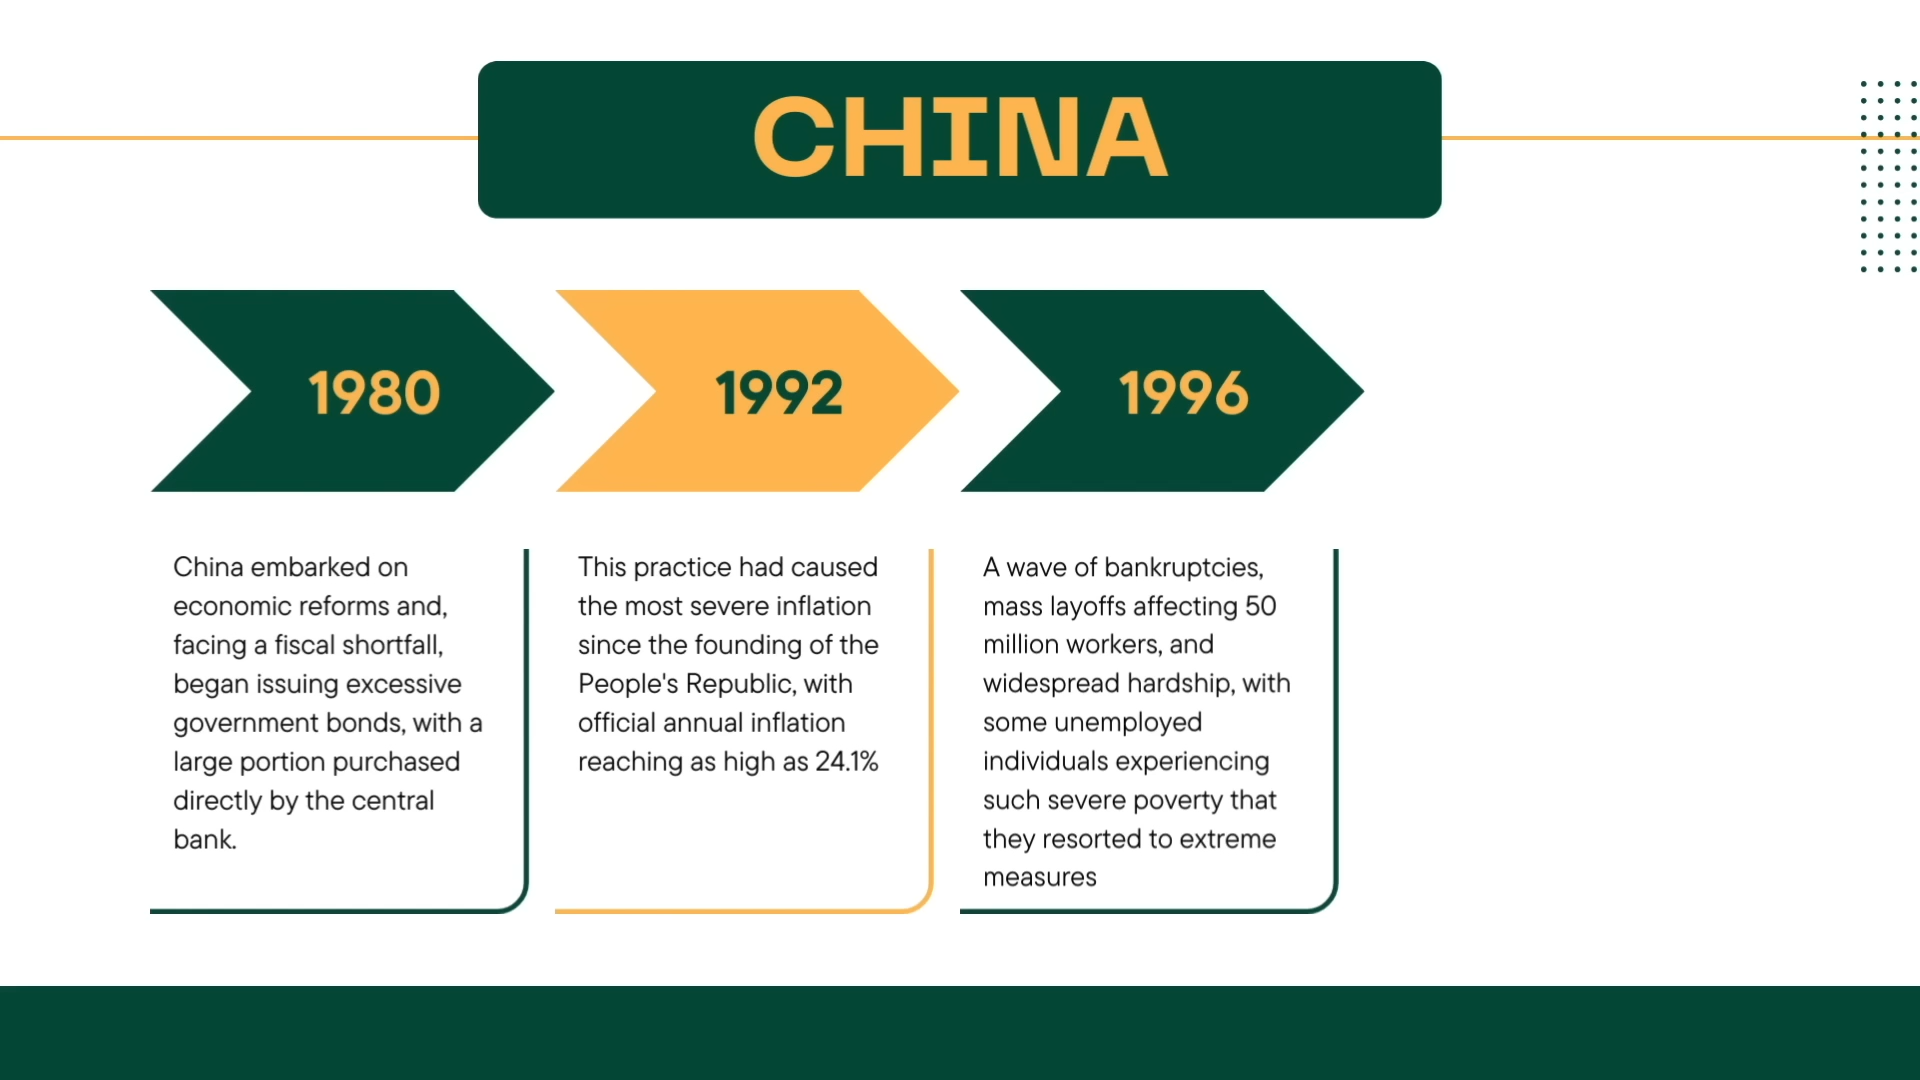 CHINA
1980
1992
1996
China embarked on
economic reforms and,
facing a fiscal shortfall,
began issuing excessive
government bonds, with a
large portion purchased
directly by the central
bank.
This practice had caused
the most severe inflation
since the founding of the
People's Republic, with
official annual inflation
reaching as high as 24.1%
A wave of bankruptcies,
mass layoffs affecting 50
million workers, and
widespread hardship, with
some unemployed
individuals experiencing
such severe poverty that
they resorted to extreme
measures